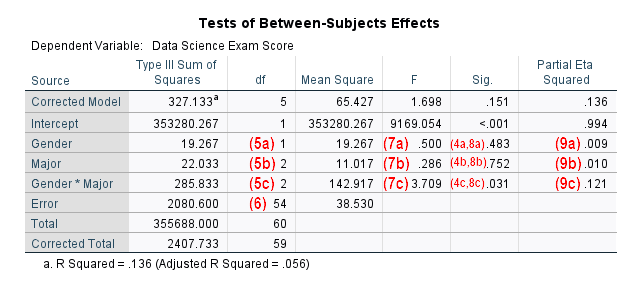 Tests of Between-Subjects Effects
Dependent Variable: Data Science Exam Score
Source Type III Sum of Squares df Mean Square F Sig. Partial Eta Squared
Corrected Model 327.133a 5 65.427 1.698 .151 .136
Intercept 353280.267 1 353280.267 9169.054 <.001 .994
Gender 19.267 (5a) 1 19.267 (7a) .500 (4a,8a) .483 (9a) .009
Major 22.033 (5b) 2 11.017 (7b) .286 (4b,8b) .752 (9b) .010
Gender * Major 285.833 (5c) 2 142.917 (7c) 3.709 (4c,8c) .031 (9c) .121
Error 2080.600 (6) 54 38.530
Total 355688.000 60
Corrected Total 2407.733 59
a. R Squared = .136 (Adjusted R Squared = .056)